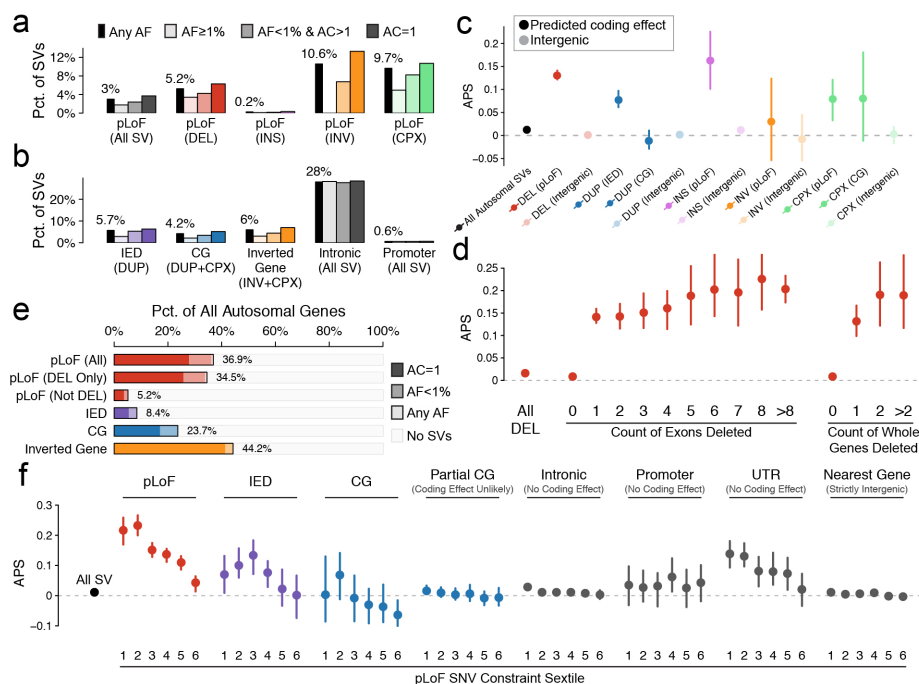 a
Any AF
AF≥1%
AF<1% & AC>1
AC=1
Pct. of SVs
12%
8%
4%
0%
3%
5.2%
0.2%
10.6%
9.7%
pLoF
(All SV)
pLoF
(DEL)
pLoF
(INS)
pLoF
(INV)
pLoF
(CPX)
b
Pct. of SVs
20%
10%
0%
5.7%
4.2%
6%
28%
0.6%
IED
(DUP)
CG
(DUP+CPX)
Inverted
Gene
(INV+CPX)
Intronic
(All SV)
Promoter
(All SV)
c
Predicted coding effect
Intergenic
APS
0.2
0.15
0.1
0.05
0
−0.05
All Autosomal SVs
DEL (pLoF)
DEL (Intergenic)
DUP (IED)
DUP (CG)
DUP (Intergenic)
INS (pLoF)
INS (Intergenic)
INV (pLoF)
INV (Intergenic)
CPX (pLoF)
CPX (CG)
CPX (Intergenic)
d
APS
0.25
0.2
0.15
0.1
0.05
0
All
DEL
0 1 2 3 4 5 6 7 8 >8
Count of Exons Deleted
0 1 2 >2
Count of Whole
Genes Deleted
e
Pct. of All Autosomal Genes
0% 20% 40% 60% 80% 100%
pLoF (All)
36.9%
pLoF (DEL Only)
34.5%
pLoF (Not DEL)
5.2%
IED
8.4%
CG
23.7%
Inverted Gene
44.2%
AC=1
AF<1%
Any AF
No SVs
f
pLoF
IED
CG
Partial CG
(Coding Effect Unlikely)
Intronic
(No Coding Effect)
Promoter
(No Coding Effect)
UTR
(No Coding Effect)
Nearest Gene
(Strictly Intergenic)
APS
0.3
0.2
0.1
0
−0.1
All SV
1 2 3 4 5 6 1 2 3 4 5 6 1 2 3 4 5 6 1 2 3 4 5 6 1 2 3 4 5 6 1 2 3 4 5 6 1 2 3 4 5 6 1 2 3 4 5 6
pLoF SNV Constraint Sextile